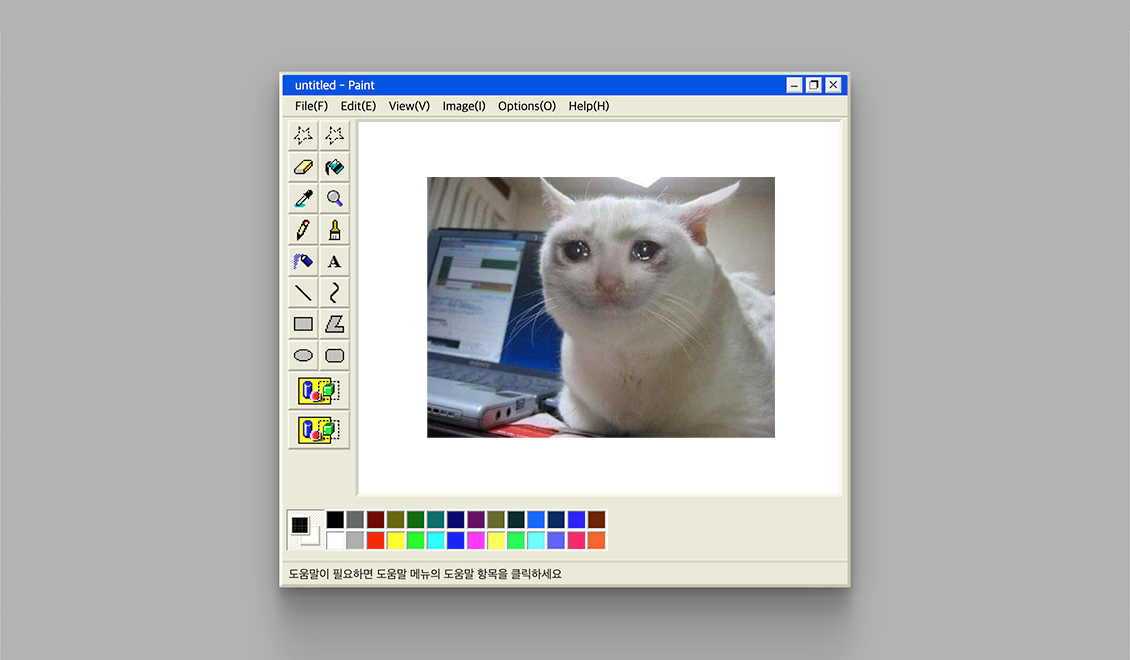 untitled - Paint
File(F) Edit(E) View(V) Image(I) Options(O) Help(H)
A
도움말이 필요하면 도움말 메뉴의 도움말 항목을 클릭하세요